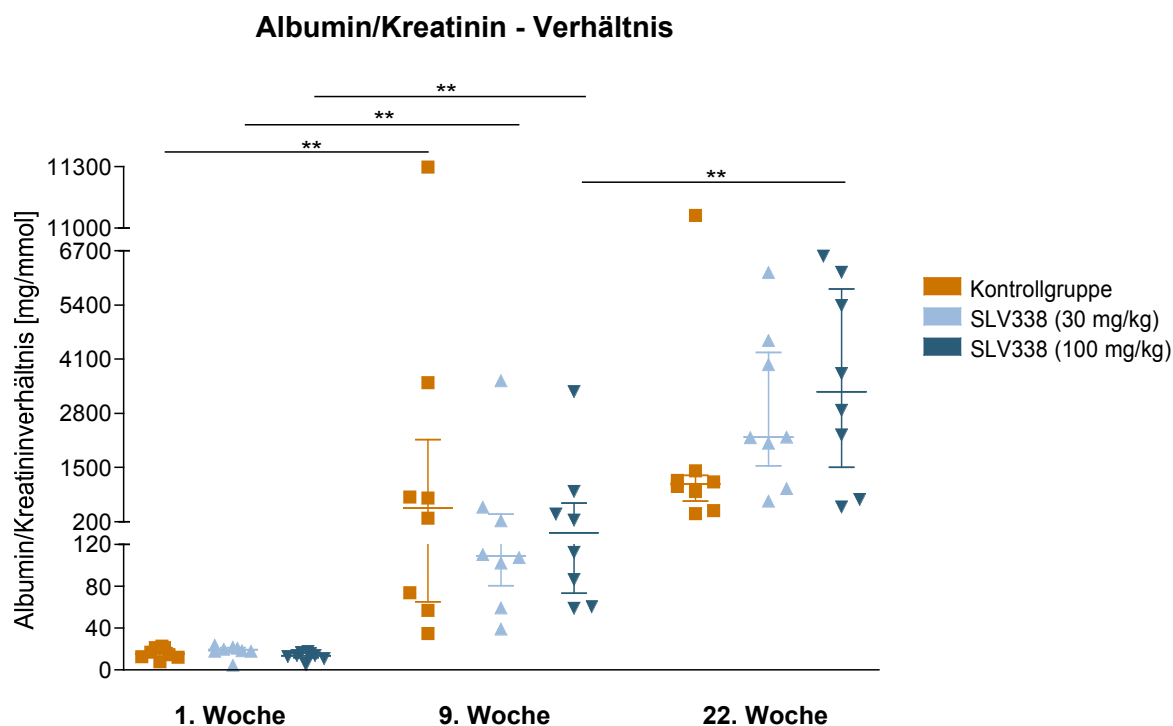 Albumin/Kreatinin - Verhältnis
**
**
**
**
Albumin/Kreatininverhältnis [mg/mmol]
11300
11000
6700
5400
4100
2800
1500
200
120
80
40
0
1. Woche
9. Woche
22. Woche
Kontrollgruppe
SLV338 (30 mg/kg)
SLV338 (100 mg/kg)